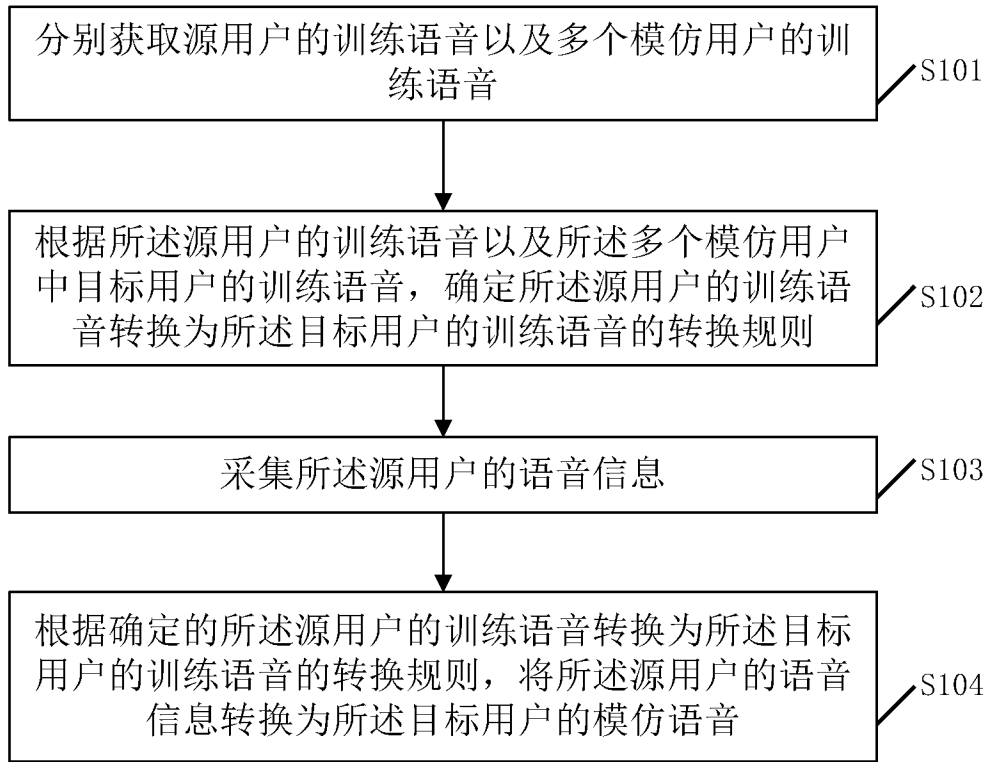 分别获取源用户的训练语音以及多个模仿用户的训
练语音
S101
根据所述源用户的训练语音以及所述多个模仿用户
中目标用户的训练语音，确定所述源用户的训练语
音转换为所述目标用户的训练语音的转换规则
S102
采集所述源用户的语音信息
S103
根据确定的所述源用户的训练语音转换为所述目标
用户的训练语音的转换规则，将所述源用户的语音
信息转换为所述目标用户的模仿语音
S104